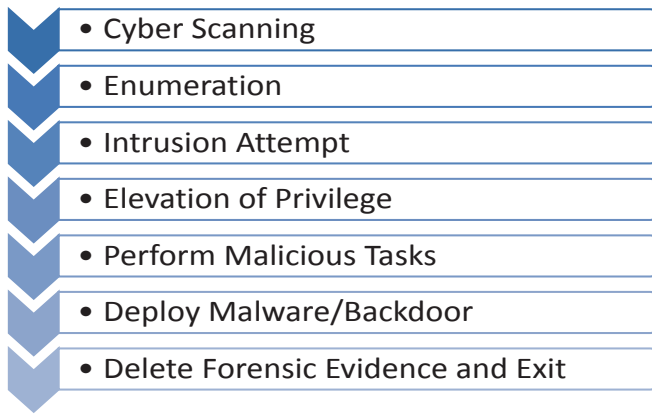 • Cyber Scanning
• Enumeration
• Intrusion Attempt
• Elevation of Privilege
• Perform Malicious Tasks
• Deploy Malware/Backdoor
• Delete Forensic Evidence and Exit